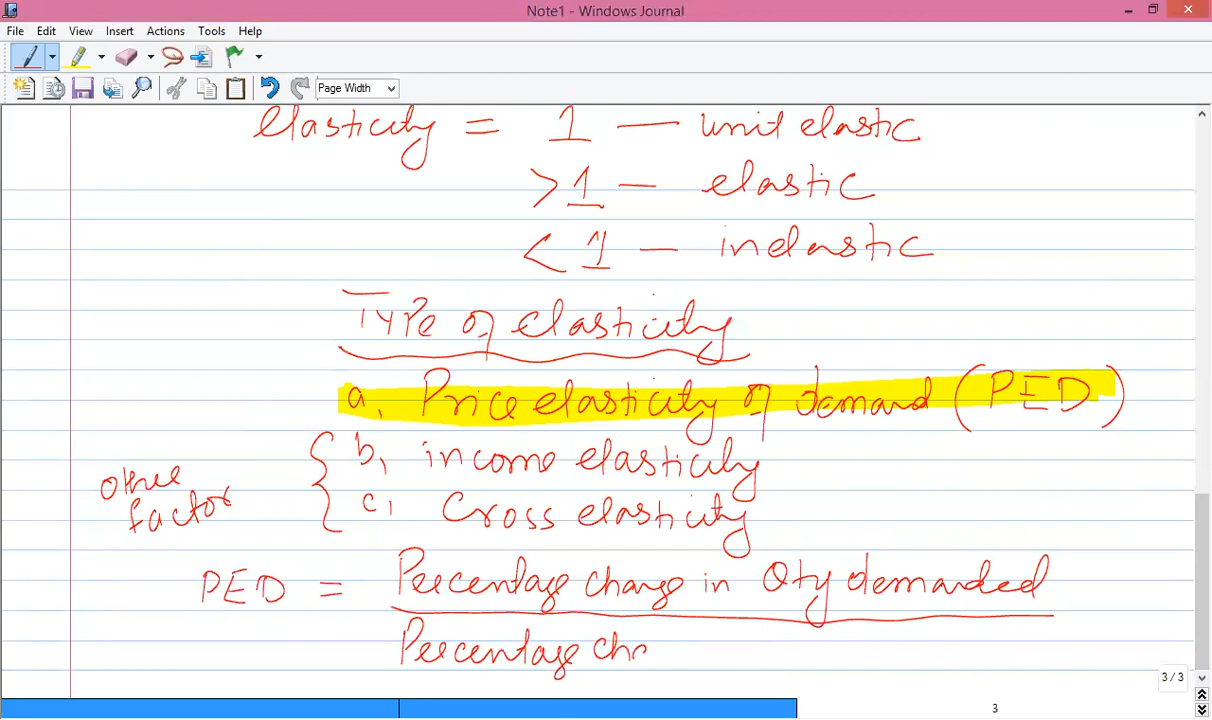 Note1 - Windows Journal
File Edit View Insert Actions Tools Help
Page Width
Elasticity = 1 — unit elastic
>1 — elastic
<1 — inelastic
Type of elasticity
a, Price elasticity of demand (PED)
b, income elasticity
other factor
c, Cross elasticity
PED = Percentage change in Qty demanded
Percentage cha
3 / 3
3